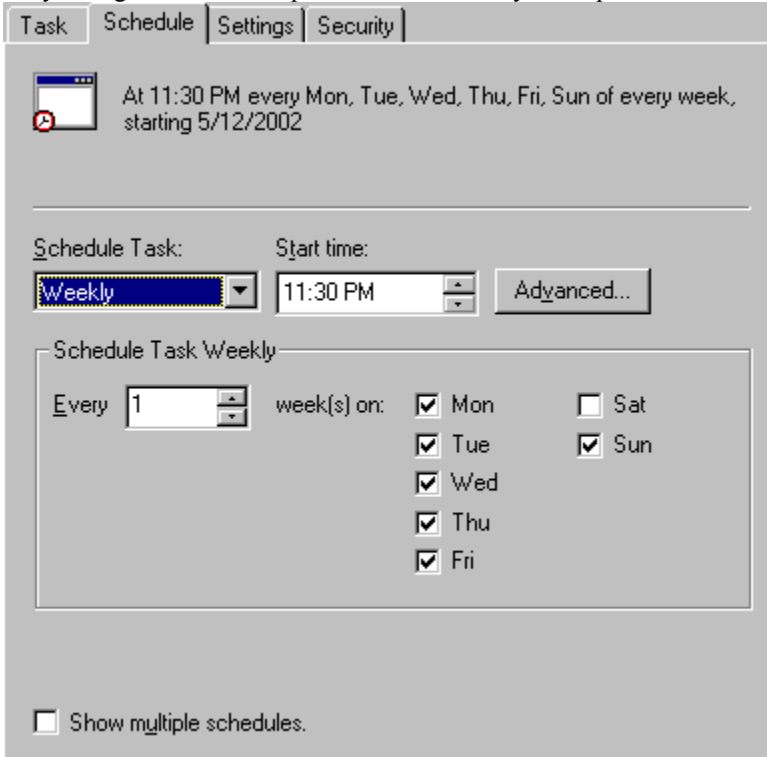 Task Schedule Settings Security
At 11:30 PM every Mon, Tue, Wed, Thu, Fri, Sun of every week,
starting 5/12/2002
Schedule Task: Start time:
Weekly 11:30 PM Advanced...
Schedule Task Weekly
Every 1 week(s) on: Mon Sat
Tue Sun
Wed
Thu
Fri
Show multiple schedules.